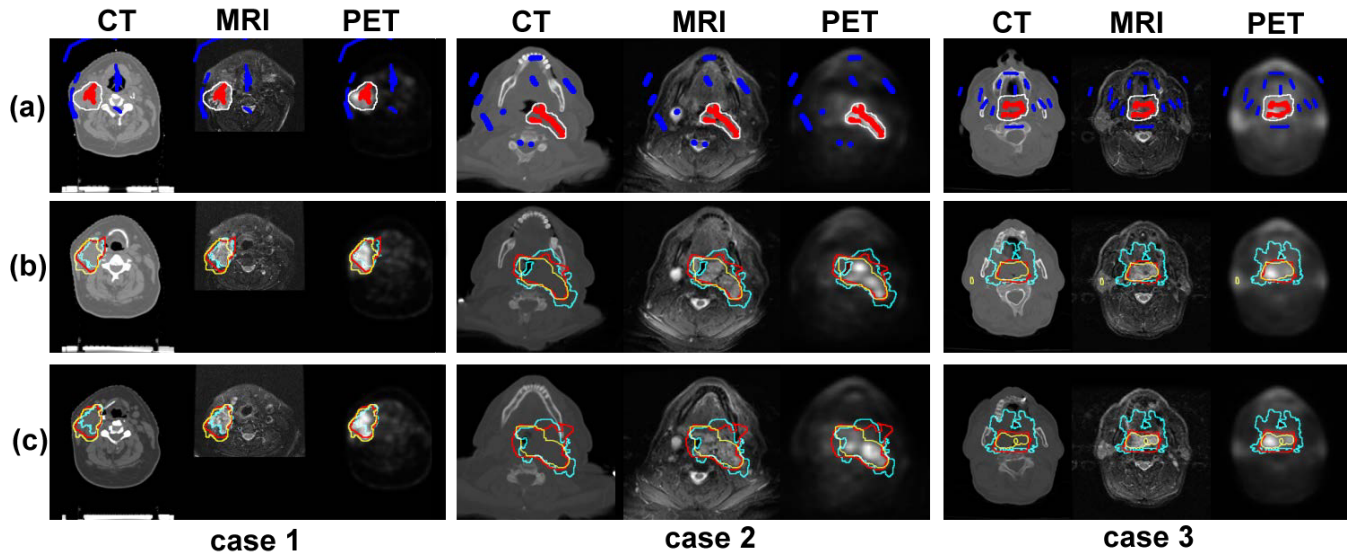 CT MRI PET CT MRI PET CT MRI PET
(a)
(b)
(c)
case 1 case 2 case 3